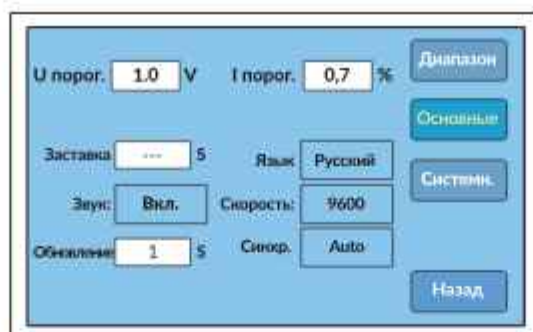 U порог. 1.0 V I порог. 0,7 % Диапазон
Основные
Заставка --- S Язык Русский Системн.
Звук: Вкл. Скорость: 9600
Обновление 1 S Синхр. Auto
Назад